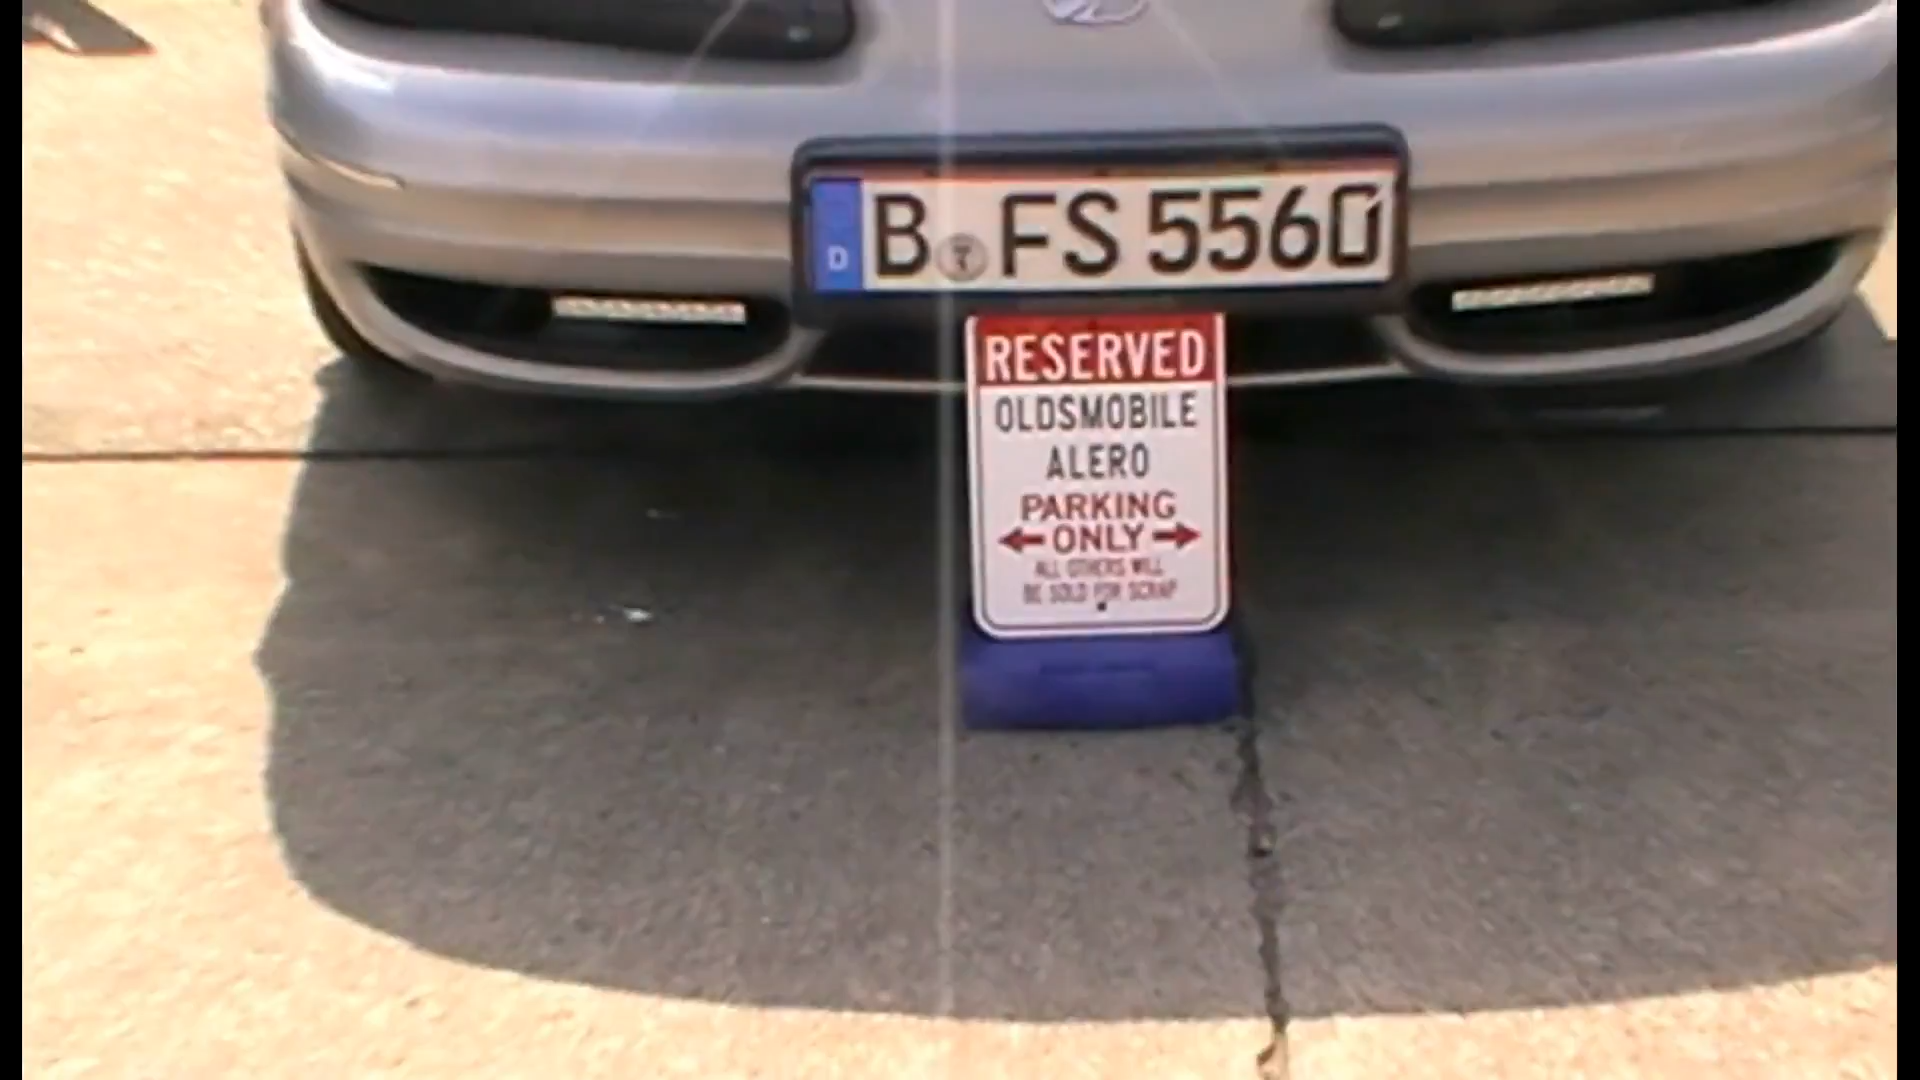 D
B FS 5560
RESERVED
OLDSMOBILE
ALERO
PARKING
ONLY
ALL OTHERS WILL
BE SOLD FOR SCRAP